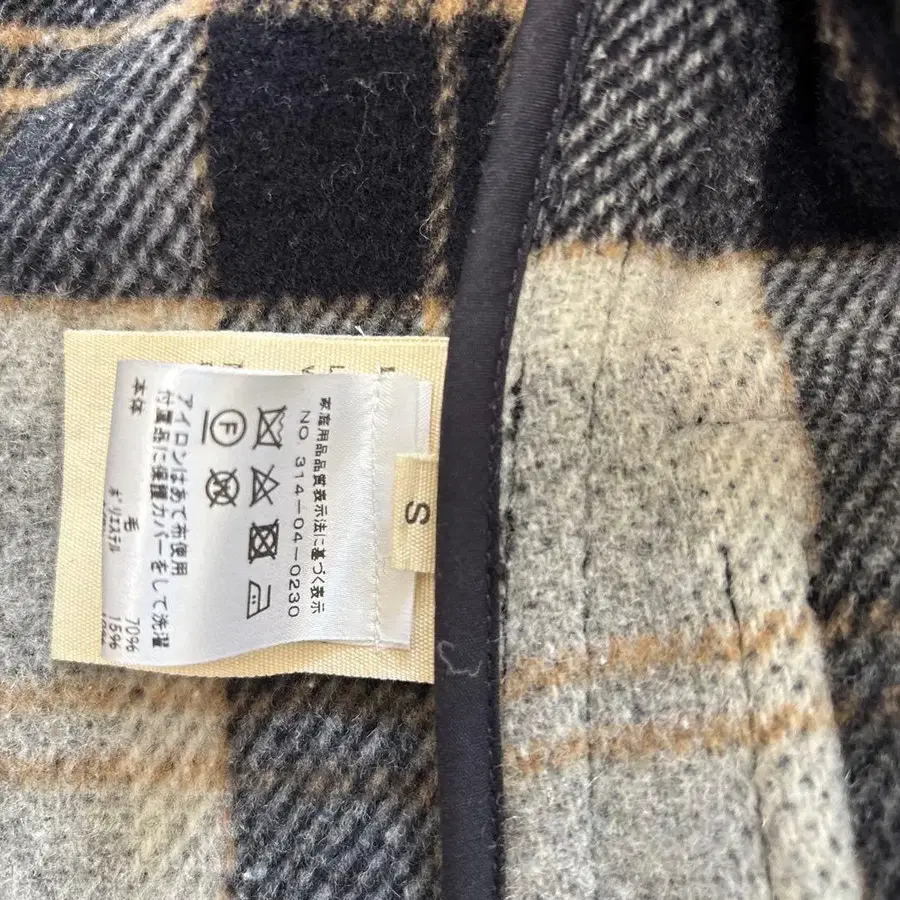 S
家庭用品品質表示法に基づく表示
NO. 314-04-0230
F
アイロンはあて布使用
付属品に保護カバーをして洗濯
本体
毛 70%
ポリエステル 15%